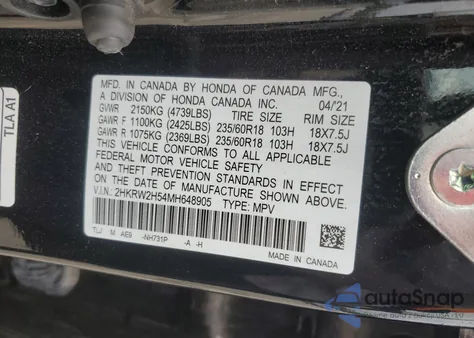 TLA A1
MFD. IN CANADA BY HONDA OF CANADA MFG.,
A DIVISION OF HONDA CANADA INC. 04/21
GVWR 2150KG (4739LBS) TIRE SIZE RIM SIZE
GAWR F 1100KG (2425LBS) 235/60R18 103H 18X7.5J
GAWR R 1075KG (2369LBS) 235/60R18 103H 18X7.5J
THIS VEHICLE CONFORMS TO ALL APPLICABLE
FEDERAL MOTOR VEHICLE SAFETY
AND THEFT PREVENTION STANDARDS IN EFFECT
ON THE DATE OF MANUFACTURE SHOWN ABOVE.
V.I.N.: 2HKRW2H54MH648905 TYPE: MPV
TLJ M AE9 -NH731P -A -H
MADE IN CANADA
autoSnap